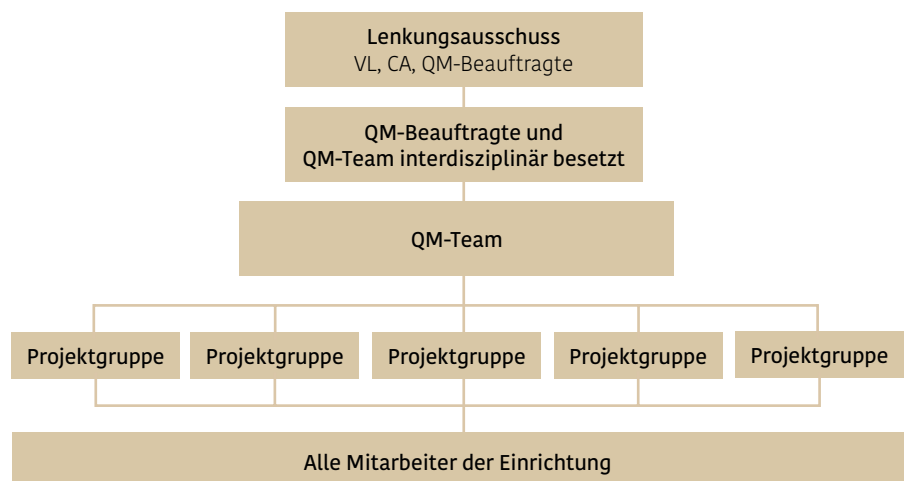 Lenkungsausschuss
VL, CA, QM-Beauftragte
QM-Beauftragte und
QM-Team interdisziplinär besetzt
QM-Team
Projektgruppe
Projektgruppe
Projektgruppe
Projektgruppe
Projektgruppe
Alle Mitarbeiter der Einrichtung